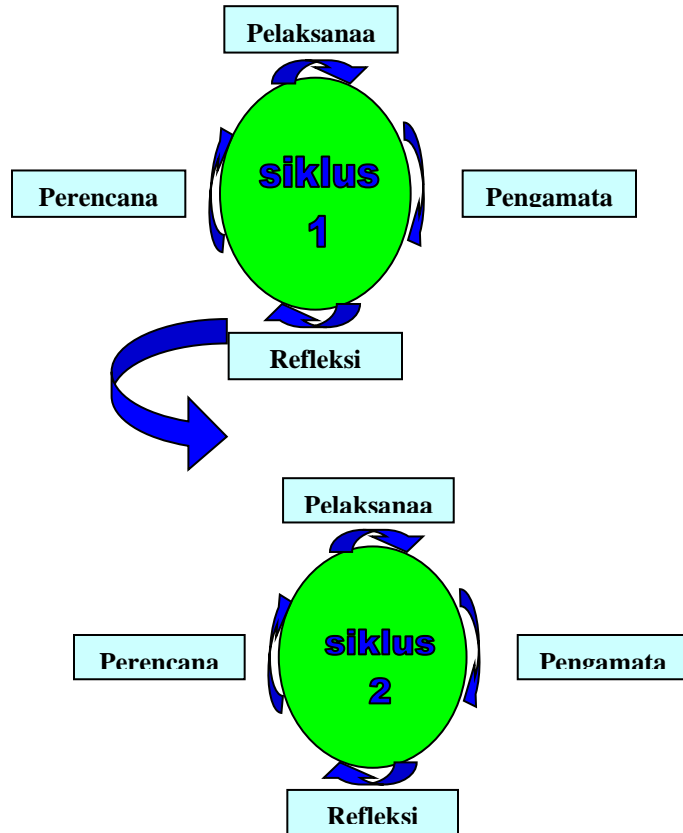 Pelaksanaa
siklus
1
Perencana
Pengamata
Refleksi
Pelaksanaa
siklus
2
Perencana
Pengamata
Refleksi